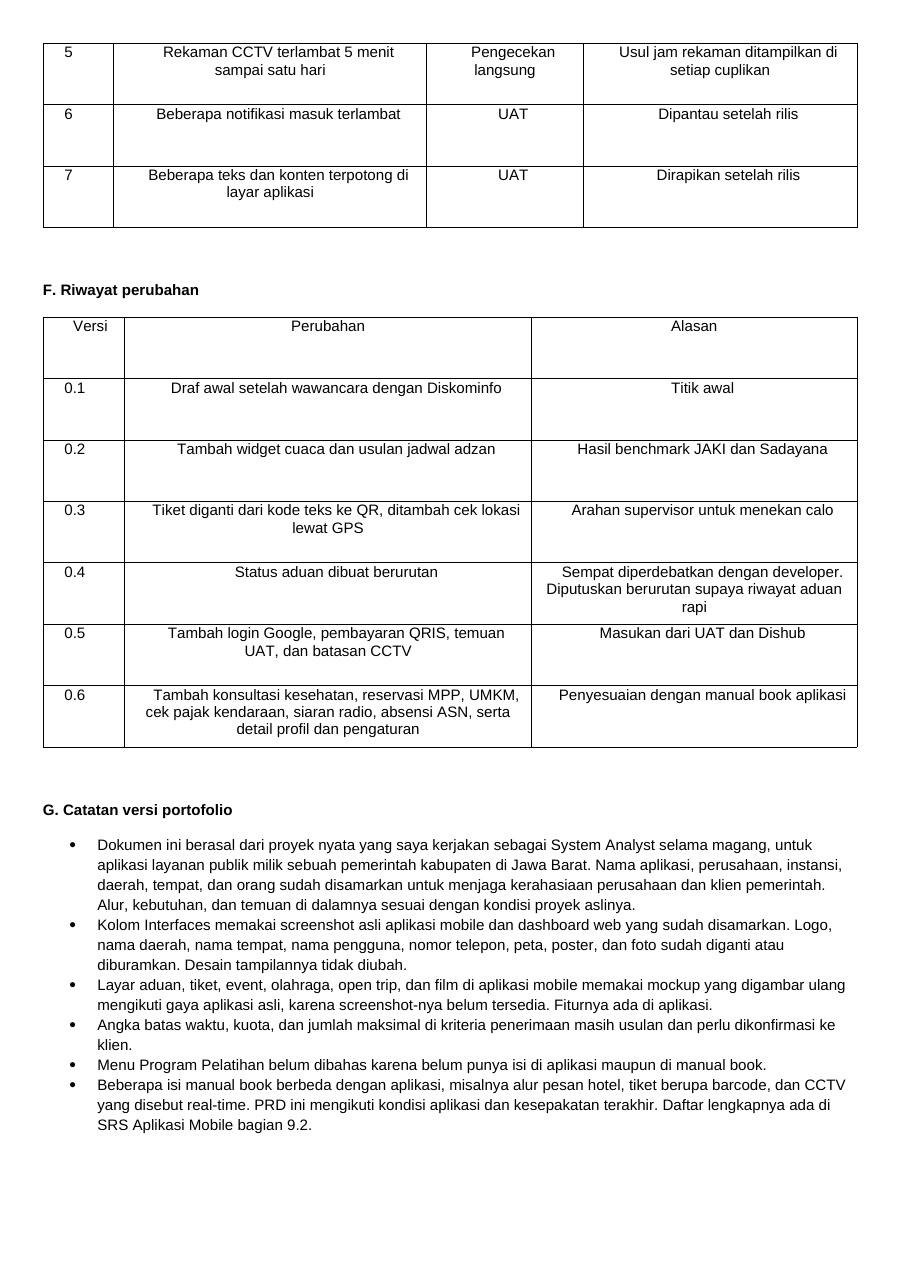 5 Rekaman CCTV terlambat 5 menit Pengecekan Usul jam rekaman ditampilkan di
sampai satu hari langsung setiap cuplikan
6 Beberapa notifikasi masuk terlambat UAT Dipantau setelah rilis
7 Beberapa teks dan konten terpotong di UAT Dirapikan setelah rilis
layar aplikasi
F. Riwayat perubahan
Versi Perubahan Alasan
0.1 Draf awal setelah wawancara dengan Diskominfo Titik awal
0.2 Tambah widget cuaca dan usulan jadwal adzan Hasil benchmark JAKI dan Sadayana
0.3 Tiket diganti dari kode teks ke QR, ditambah cek lokasi Arahan supervisor untuk menekan calo
lewat GPS
0.4 Status aduan dibuat berurutan Sempat diperdebatkan dengan developer.
Diputuskan berurutan supaya riwayat aduan
rapi
0.5 Tambah login Google, pembayaran QRIS, temuan Masukan dari UAT dan Dishub
UAT, dan batasan CCTV
0.6 Tambah konsultasi kesehatan, reservasi MPP, UMKM, Penyesuaian dengan manual book aplikasi
cek pajak kendaraan, siaran radio, absensi ASN, serta
detail profil dan pengaturan
G. Catatan versi portofolio
• Dokumen ini berasal dari proyek nyata yang saya kerjakan sebagai System Analyst selama magang, untuk
aplikasi layanan publik milik sebuah pemerintah kabupaten di Jawa Barat. Nama aplikasi, perusahaan, instansi,
daerah, tempat, dan orang sudah disamarkan untuk menjaga kerahasiaan perusahaan dan klien pemerintah.
Alur, kebutuhan, dan temuan di dalamnya sesuai dengan kondisi proyek aslinya.
• Kolom Interfaces memakai screenshot asli aplikasi mobile dan dashboard web yang sudah disamarkan. Logo,
nama daerah, nama tempat, nama pengguna, nomor telepon, peta, poster, dan foto sudah diganti atau
diburamkan. Desain tampilannya tidak diubah.
• Layar aduan, tiket, event, olahraga, open trip, dan film di aplikasi mobile memakai mockup yang digambar ulang
mengikuti gaya aplikasi asli, karena screenshot-nya belum tersedia. Fiturnya ada di aplikasi.
• Angka batas waktu, kuota, dan jumlah maksimal di kriteria penerimaan masih usulan dan perlu dikonfirmasi ke
klien.
• Menu Program Pelatihan belum dibahas karena belum punya isi di aplikasi maupun di manual book.
• Beberapa isi manual book berbeda dengan aplikasi, misalnya alur pesan hotel, tiket berupa barcode, dan CCTV
yang disebut real-time. PRD ini mengikuti kondisi aplikasi dan kesepakatan terakhir. Daftar lengkapnya ada di
SRS Aplikasi Mobile bagian 9.2.